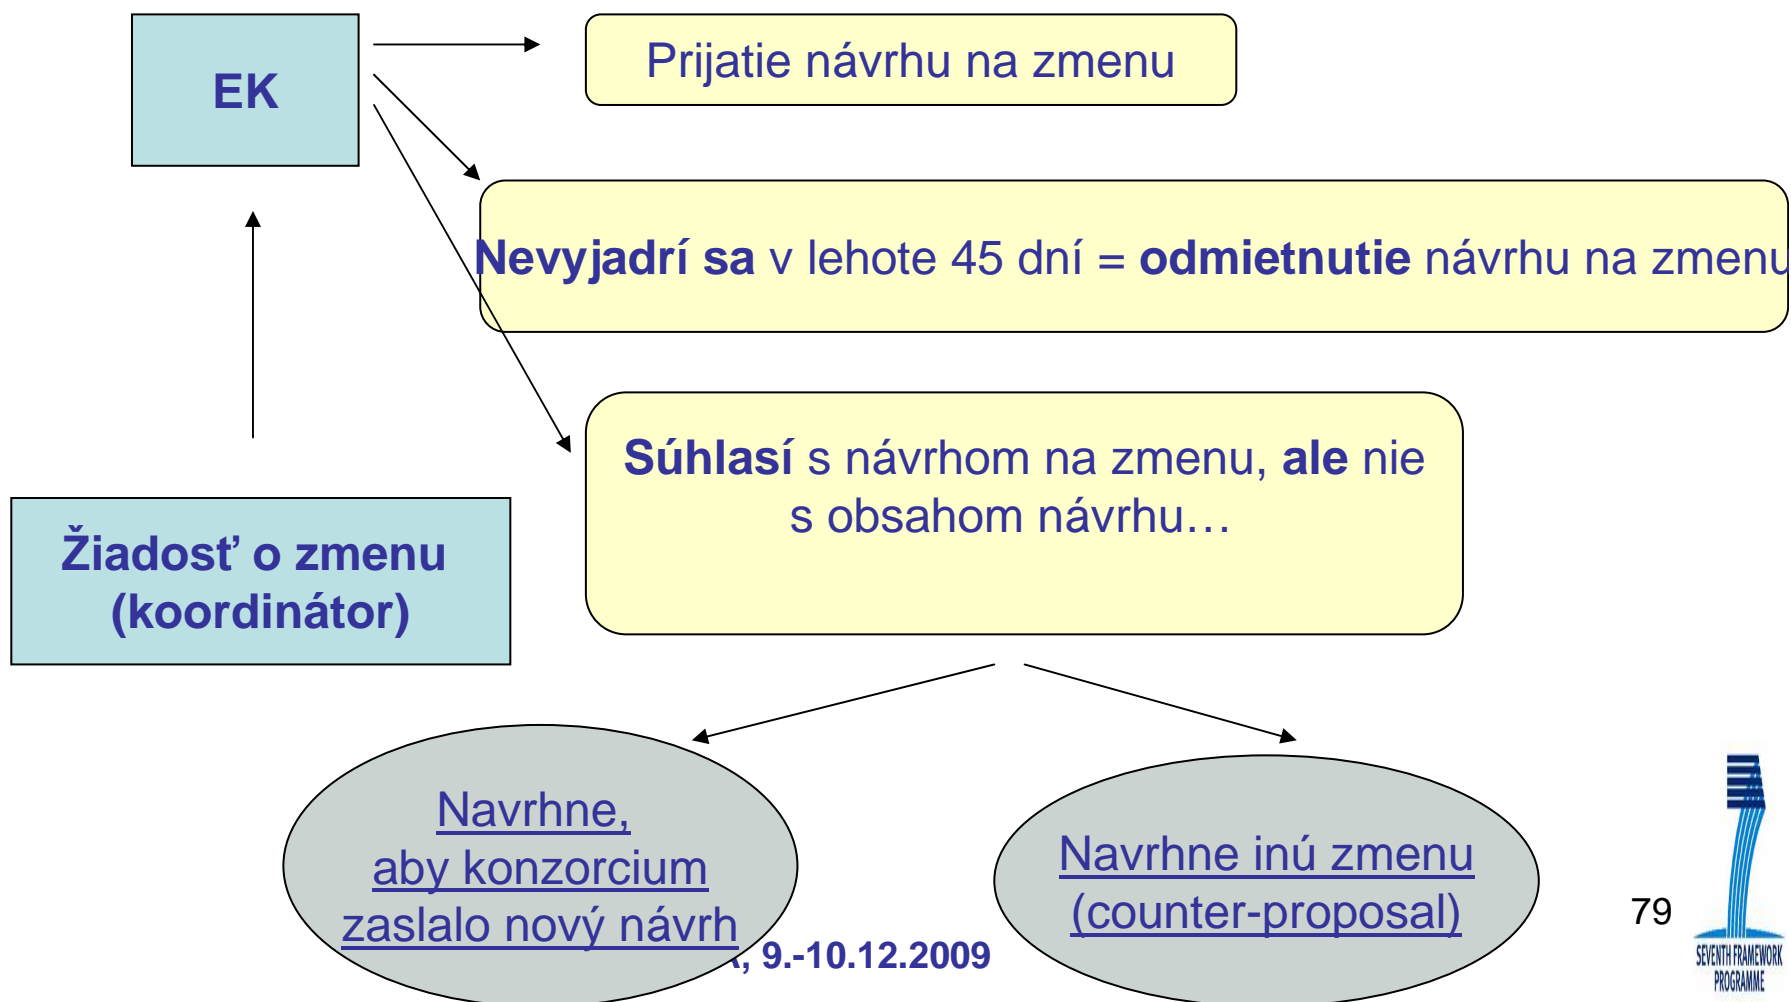 EK
Prijatie návrhu na zmenu
Nevyjadrí sa v lehote 45 dní = odmietnutie návrhu na zmenu
Súhlasí s návrhom na zmenu, ale nie
s obsahom návrhu…
Žiadosť o zmenu
(koordinátor)
Navrhne,
aby konzorcium
zaslalo nový návrh
Navrhne inú zmenu
(counter-proposal)
, 9.-10.12.2009
79
SEVENTH FRAMEWORK
PROGRAMME